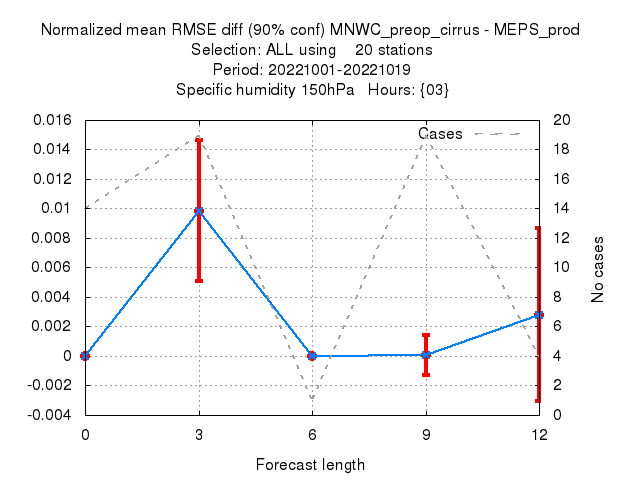 Normalized mean RMSE diff (90% conf) MNWC_preop_cirrus - MEPS_prod
Selection: ALL using    20 stations
Period: 20221001-20221019
Specific humidity 150hPa   Hours: {03}
0.016
0.014
0.012
0.01
0.008
0.006
0.004
0.002
0
-0.002
-0.004
Cases
20
18
16
14
12
10
8
6
4
2
0
No cases
0 3 6 9 12
Forecast length